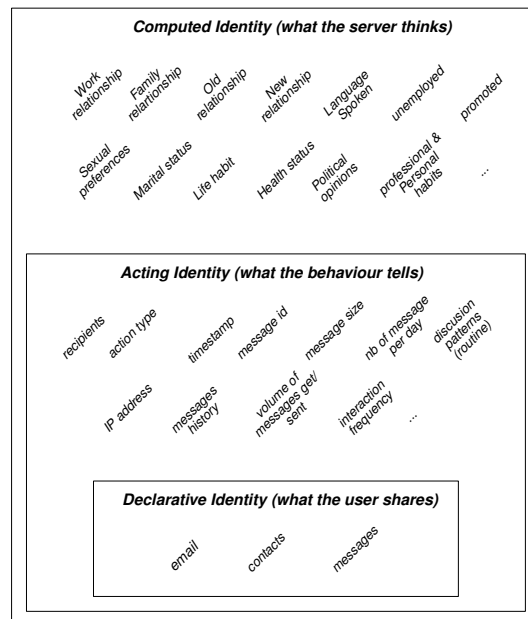 Computed Identity (what the server thinks)
Work
relationship
Family
relartionship
Old
relationship
New
relationship
Language
Spoken
unemployed
promoted
Sexual
preferences
Marital status
Life habit
Health status
Political
opinions
professional &
Personal
habits
...
Acting Identity (what the behaviour tells)
recipients
action type
timestamp
message id
message size
nb of message
per day
discusion
patterns
(routine)
IP address
messages
history
volume of
messages get/
sent
interaction
frequency
...
Declarative Identity (what the user shares)
email
contacts
messages